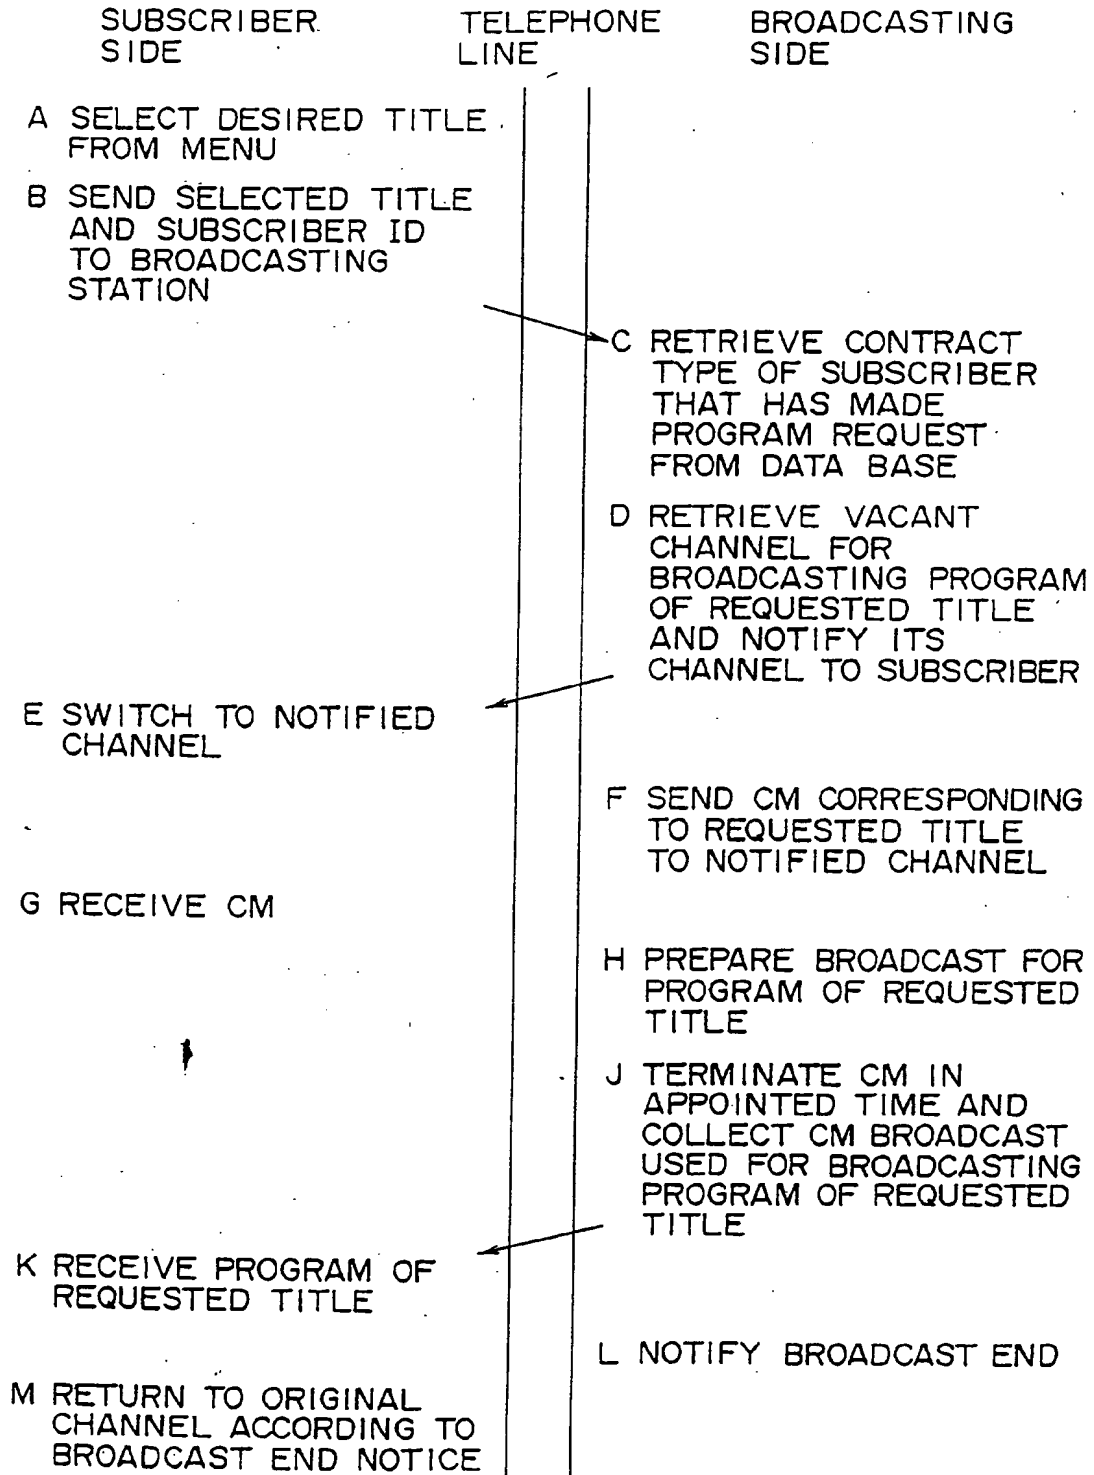 SUBSCRIBER SIDE
TELEPHONE LINE
BROADCASTING SIDE
A SELECT DESIRED TITLE
FROM MENU
B SEND SELECTED TITLE
AND SUBSCRIBER ID
TO BROADCASTING
STATION
C RETRIEVE CONTRACT
TYPE OF SUBSCRIBER
THAT HAS MADE
PROGRAM REQUEST
FROM DATA BASE
D RETRIEVE VACANT
CHANNEL FOR
BROADCASTING PROGRAM
OF REQUESTED TITLE
AND NOTIFY ITS
CHANNEL TO SUBSCRIBER
E SWITCH TO NOTIFIED
CHANNEL
F SEND CM CORRESPONDING
TO REQUESTED TITLE
TO NOTIFIED CHANNEL
G RECEIVE CM
H PREPARE BROADCAST FOR
PROGRAM OF REQUESTED
TITLE
J TERMINATE CM IN
APPOINTED TIME AND
COLLECT CM BROADCAST
USED FOR BROADCASTING
PROGRAM OF REQUESTED
TITLE
K RECEIVE PROGRAM OF
REQUESTED TITLE
L NOTIFY BROADCAST END
M RETURN TO ORIGINAL
CHANNEL ACCORDING TO
BROADCAST END NOTICE